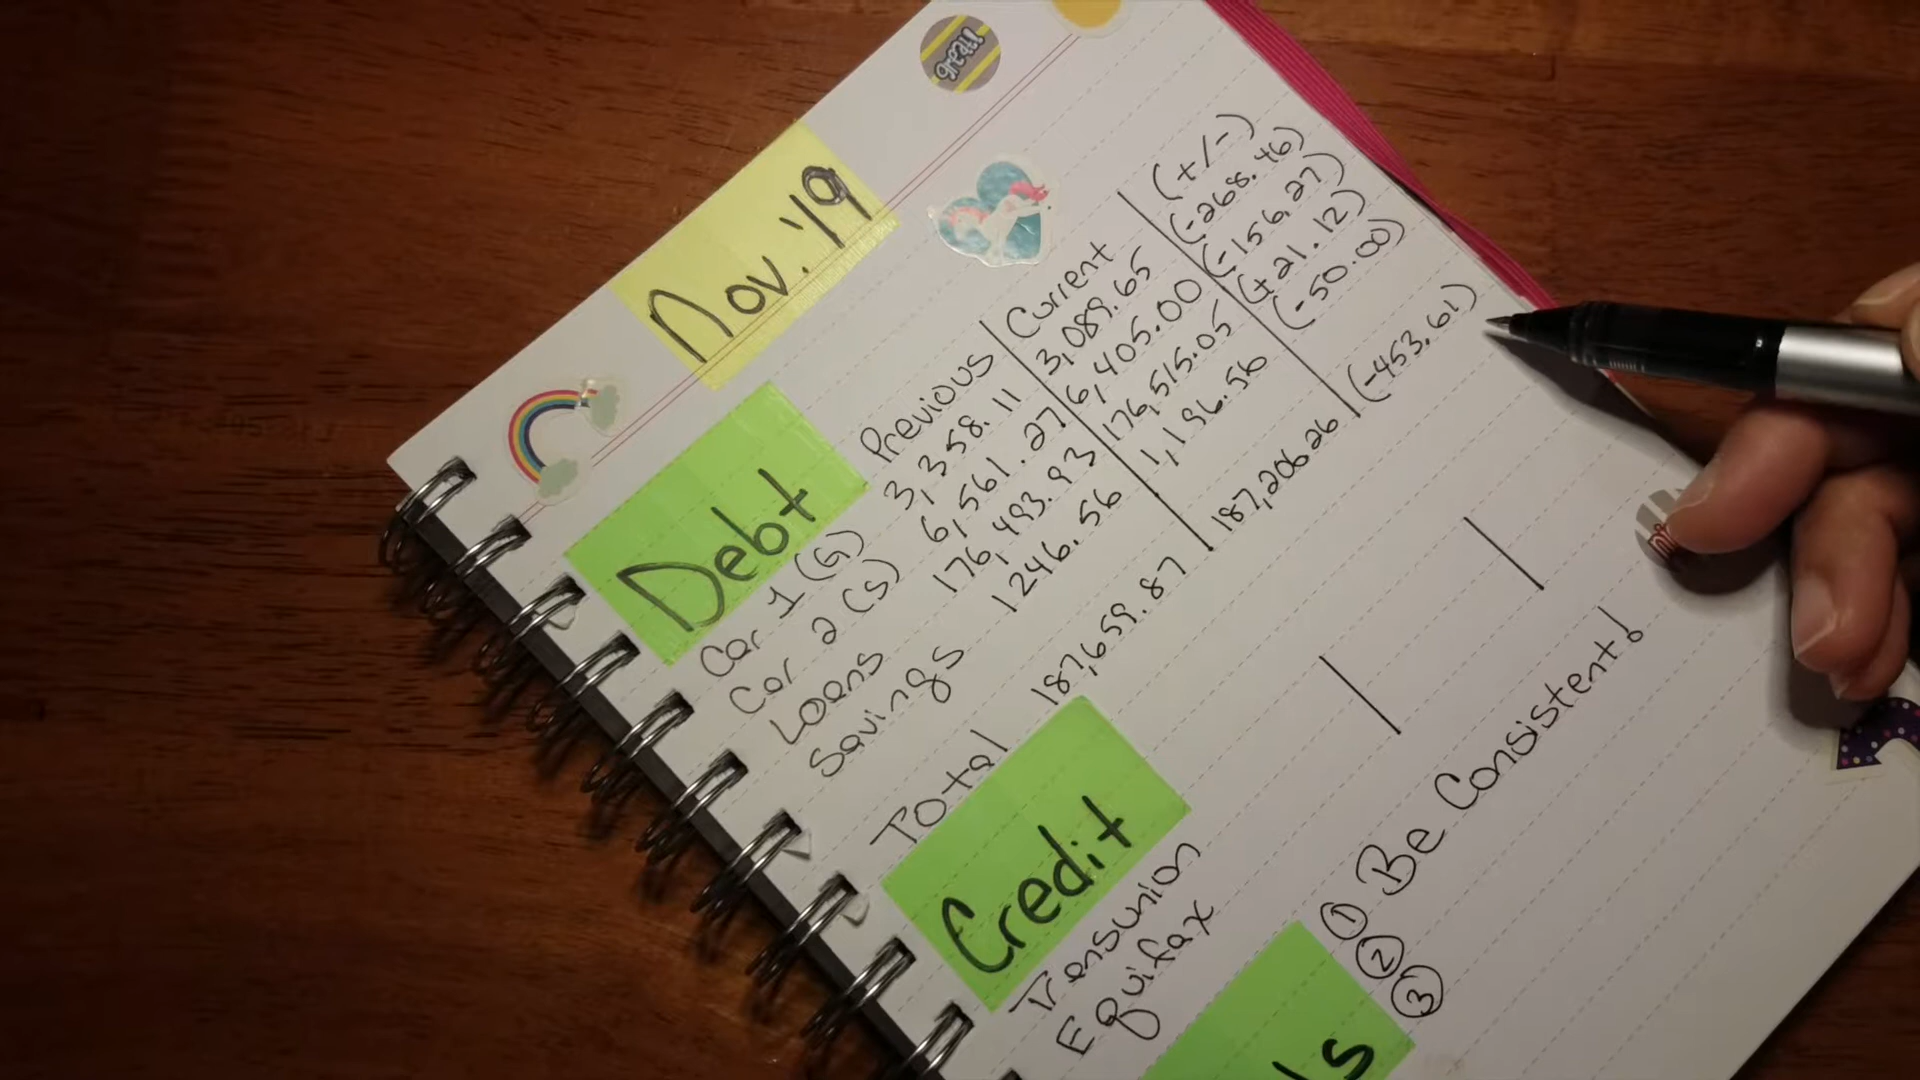 great!
Nov. '19
Debt
Previous | Current | (+/-)
Car 1 (G) 3,358.11 3,089.65 (-268.46)
Car 2 (S) 6,561.27 6,405.00 (-156.27)
Loans 176,493.93 176,515.05 (+21.12)
Savings 1246.56 1,196.56 (-50.00)
Total 187,659.87 | 187,206.26 | (-453.61)
Credit
Transunion |
Equifax |
ls
① Be Consistent!
②
③